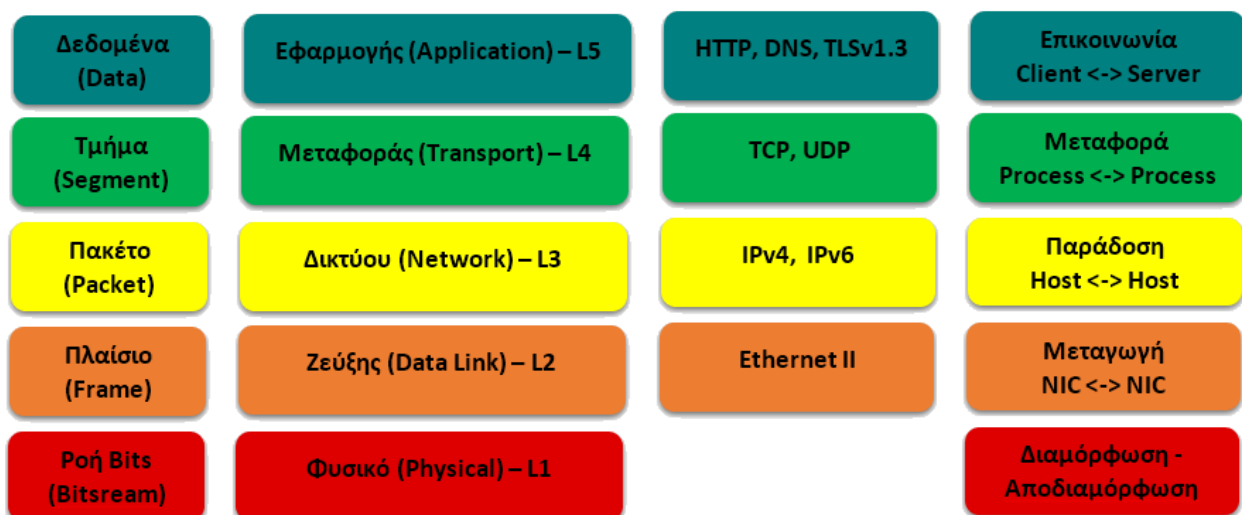 Δεδομένα
(Data)
Εφαρμογής (Application) – L5
HTTP, DNS, TLSv1.3
Επικοινωνία
Client <-> Server
Τμήμα
(Segment)
Μεταφοράς (Transport) – L4
TCP, UDP
Μεταφορά
Process <-> Process
Πακέτο
(Packet)
Δικτύου (Network) – L3
IPv4, IPv6
Παράδοση
Host <-> Host
Πλαίσιο
(Frame)
Ζεύξης (Data Link) – L2
Ethernet II
Μεταγωγή
NIC <-> NIC
Ροή Bits
(Bitsream)
Φυσικό (Physical) – L1
Διαμόρφωση -
Αποδιαμόρφωση